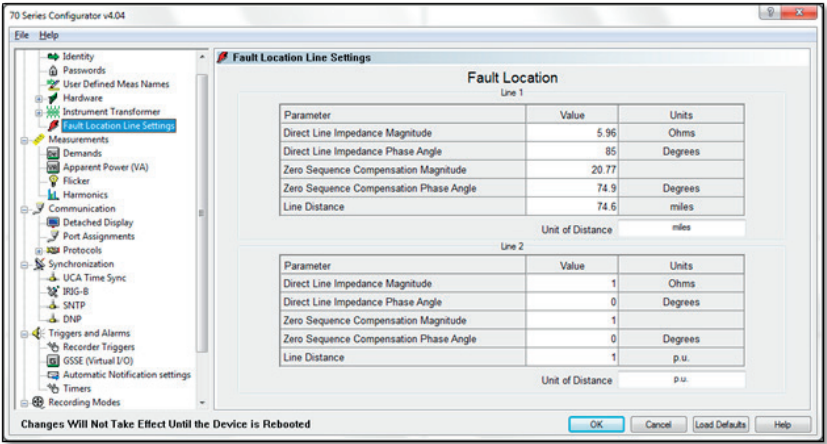 70 Series Configurator v4.04
File Help
Identity
Passwords
User Defined Meas Names
Hardware
Instrument Transformer
Fault Location Line Settings
Measurements
Demands
Apparent Power (VA)
Flicker
Harmonics
Communication
Detached Display
Port Assignments
Protocols
Synchronization
UCA Time Sync
IRIG-B
SNTP
DNP
Triggers and Alarms
Recorder Triggers
GSSE (Virtual I/O)
Automatic Notification settings
Timers
Recording Modes
Fault Location Line Settings
Fault Location
Line 1
Parameter Value Units
Direct Line Impedance Magnitude 5.96 Ohms
Direct Line Impedance Phase Angle 85 Degrees
Zero Sequence Compensation Magnitude 20.77
Zero Sequence Compensation Phase Angle 74.9 Degrees
Line Distance 74.6 miles
Unit of Distance miles
Line 2
Parameter Value Units
Direct Line Impedance Magnitude 1 Ohms
Direct Line Impedance Phase Angle 0 Degrees
Zero Sequence Compensation Magnitude 1
Zero Sequence Compensation Phase Angle 0 Degrees
Line Distance 1 p.u.
Unit of Distance p.u.
Changes Will Not Take Effect Until the Device is Rebooted
OK Cancel Load Defaults Help